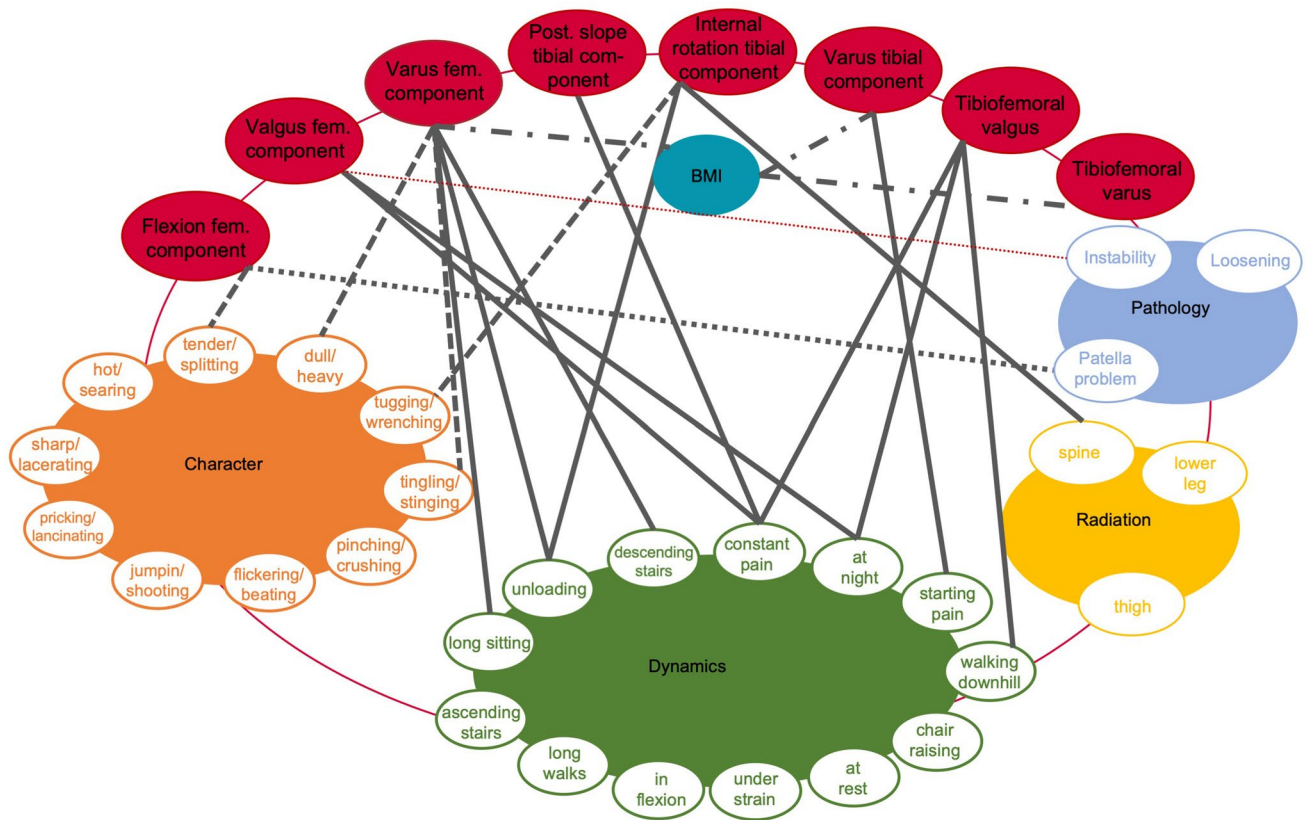 Post. slope
tibial com-
ponent
Internal
rotation tibial
component
Varus fem.
component
Varus tibial
component
Valgus fem.
component
Tibiofemoral
valgus
BMI
Tibiofemoral
varus
Flexion fem.
component
Instability
Loosening
Pathology
Patella
problem
tender/
splitting
dull/
heavy
hot/
searing
tugging/
wrenching
sharp/
lacerating
Character
tingling/
stinging
pricking/
lancinating
pinching/
crushing
jumpin/
shooting
flickering/
beating
spine
lower
leg
Radiation
thigh
descending
stairs
constant
pain
at
night
unloading
starting
pain
long sitting
Dynamics
walking
downhill
ascending
stairs
chair
raising
long
walks
in
flexion
under
strain
at
rest